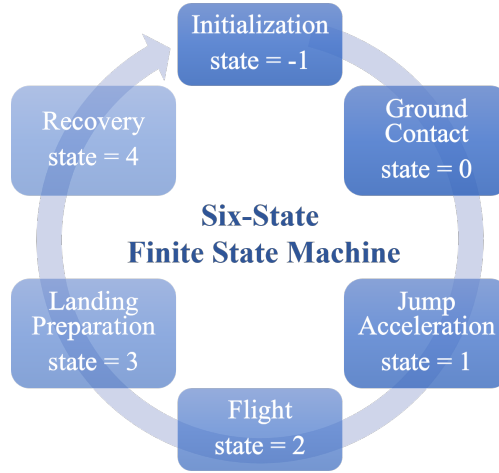 Initialization
state = -1
Ground
Contact
state = 0
Jump
Acceleration
state = 1
Flight
state = 2
Landing
Preparation
state = 3
Recovery
state = 4
Six-State
Finite State Machine